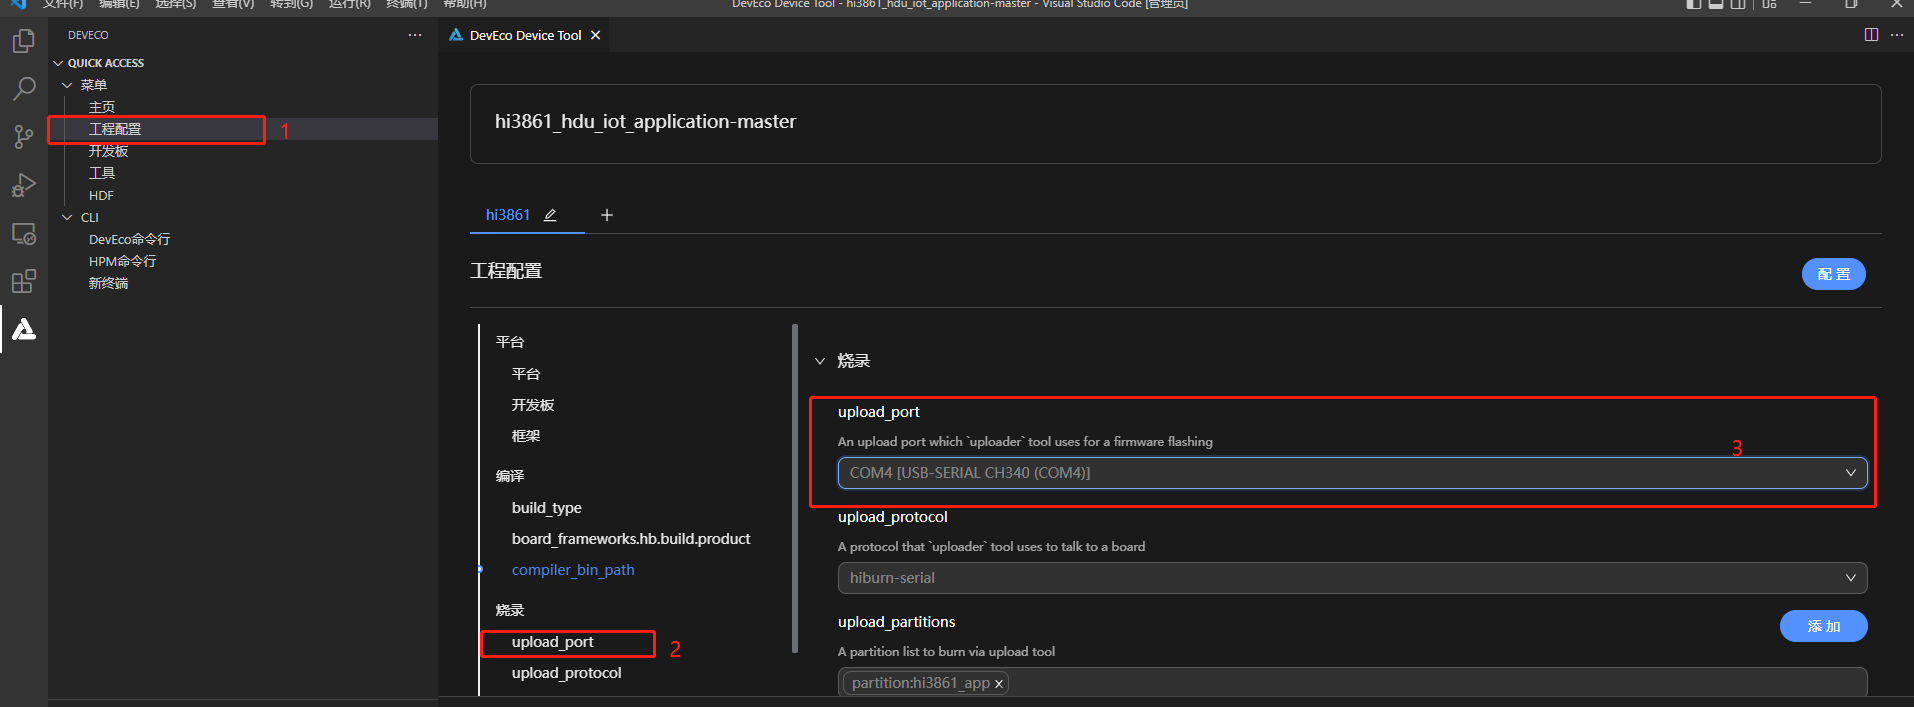 文件(F) 编辑(E) 选择(S) 查看(V) 转到(G) 运行(R) 终端(T) 帮助(H)
DevEco Device Tool - hi3861_hdu_iot_application-master - Visual Studio Code [管理员]
DEVECO
QUICK ACCESS
菜单
主页
工程配置
1
开发板
工具
HDF
CLI
DevEco命令行
HPM命令行
新终端
DevEco Device Tool
hi3861_hdu_iot_application-master
hi3861
工程配置
配 置
平台
平台
开发板
框架
编译
build_type
board_frameworks.hb.build.product
compiler_bin_path
烧录
upload_port
2
upload_protocol
烧录
upload_port
An upload port which `uploader` tool uses for a firmware flashing
3
COM4 [USB-SERIAL CH340 (COM4)]
upload_protocol
A protocol that `uploader` tool uses to talk to a board
hiburn-serial
upload_partitions
添 加
A partition list to burn via upload tool
partition:hi3861_app x